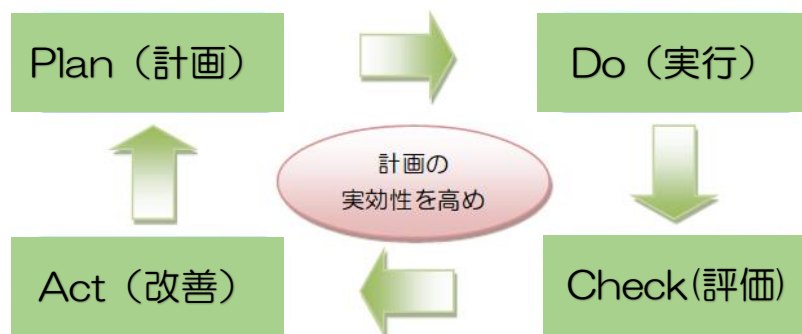 Plan（計画）
Do（実行）
計画の
実効性を高め
Act（改善）
Check(評価)